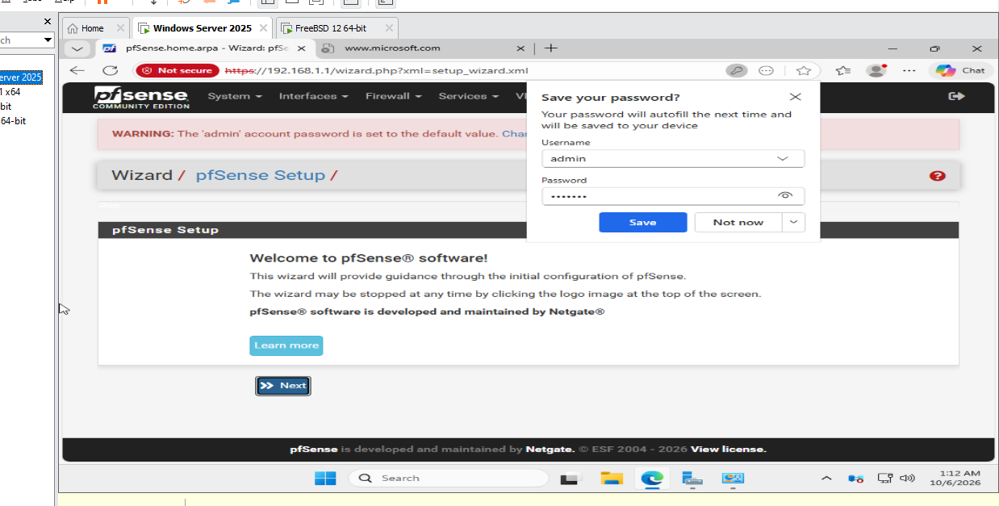 Help
Home
Windows Server 2025
FreeBSD 12 64-bit
ch
erver 2025
1 x64
bit
64-bit
pfSense.home.arpa - Wizard: pfSe
www.microsoft.com
Not secure
https://192.168.1.1/wizard.php?xml=setup_wizard.xml
Chat
pfsense
COMMUNITY EDITION
System
Interfaces
Firewall
Services
VI
WARNING: The 'admin' account password is set to the default value. Chan
Wizard / pfSense Setup /
Step
pfSense Setup
Save your password?
Your password will autofill the next time and
will be saved to your device
Username
admin
Password
•••••••
Save
Not now
Welcome to pfSense® software!
This wizard will provide guidance through the initial configuration of pfSense.
The wizard may be stopped at any time by clicking the logo image at the top of the screen.
pfSense® software is developed and maintained by Netgate®
Learn more
Next
pfSense is developed and maintained by Netgate. © ESF 2004 - 2026 View license.
Search
1:12 AM
10/6/2026